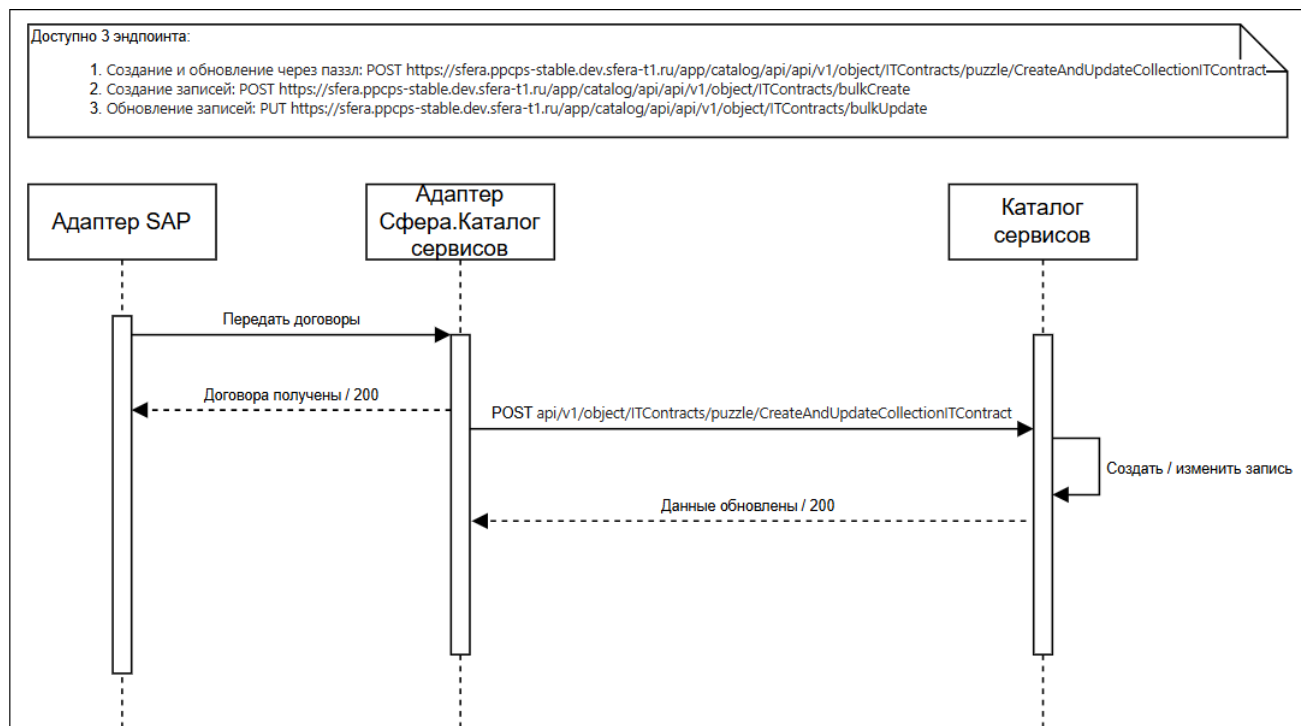 Доступно 3 эндпоинта:
1. Создание и обновление через паззл: POST https://sfera.ppcps-stable.dev.sfera-t1.ru/app/catalog/api/api/v1/object/ITContracts/puzzle/CreateAndUpdateCollectionITContract
2. Создание записей: POST https://sfera.ppcps-stable.dev.sfera-t1.ru/app/catalog/api/api/v1/object/ITContracts/bulkCreate
3. Обновление записей: PUT https://sfera.ppcps-stable.dev.sfera-t1.ru/app/catalog/api/api/v1/object/ITContracts/bulkUpdate
Адаптер SAP
Адаптер
Сфера.Каталог
сервисов
Каталог
сервисов
Передать договоры
Договора получены / 200
POST api/v1/object/ITContracts/puzzle/CreateAndUpdateCollectionITContract
Создать / изменить запись
Данные обновлены / 200